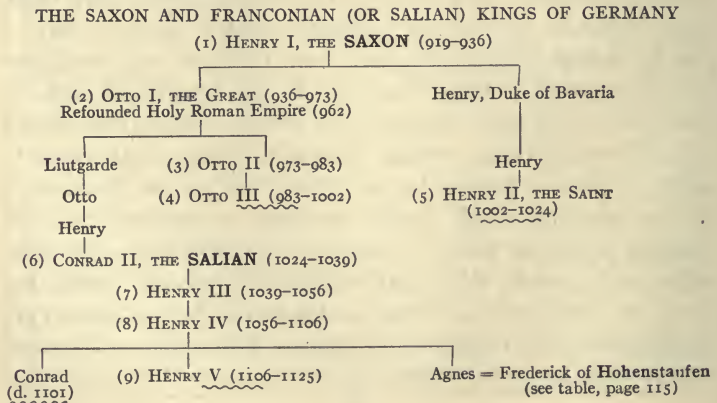 THE SAXON AND FRANCONIAN (OR SALIAN) KINGS OF GERMANY
(1) HENRY I, THE SAXON (919–936)
(2) OTTO I, THE GREAT (936–973)
Refounded Holy Roman Empire (962)
Henry, Duke of Bavaria
Liutgarde
(3) OTTO II (973–983)
Henry
Otto
(4) OTTO III (983–1002)
(5) HENRY II, THE SAINT
(1002–1024)
Henry
(6) CONRAD II, THE SALIAN (1024–1039)
(7) HENRY III (1039–1056)
(8) HENRY IV (1056–1106)
Conrad
(d. 1101)
(9) HENRY V (1106–1125)
Agnes = Frederick of Hohenstaufen
(see table, page 115)